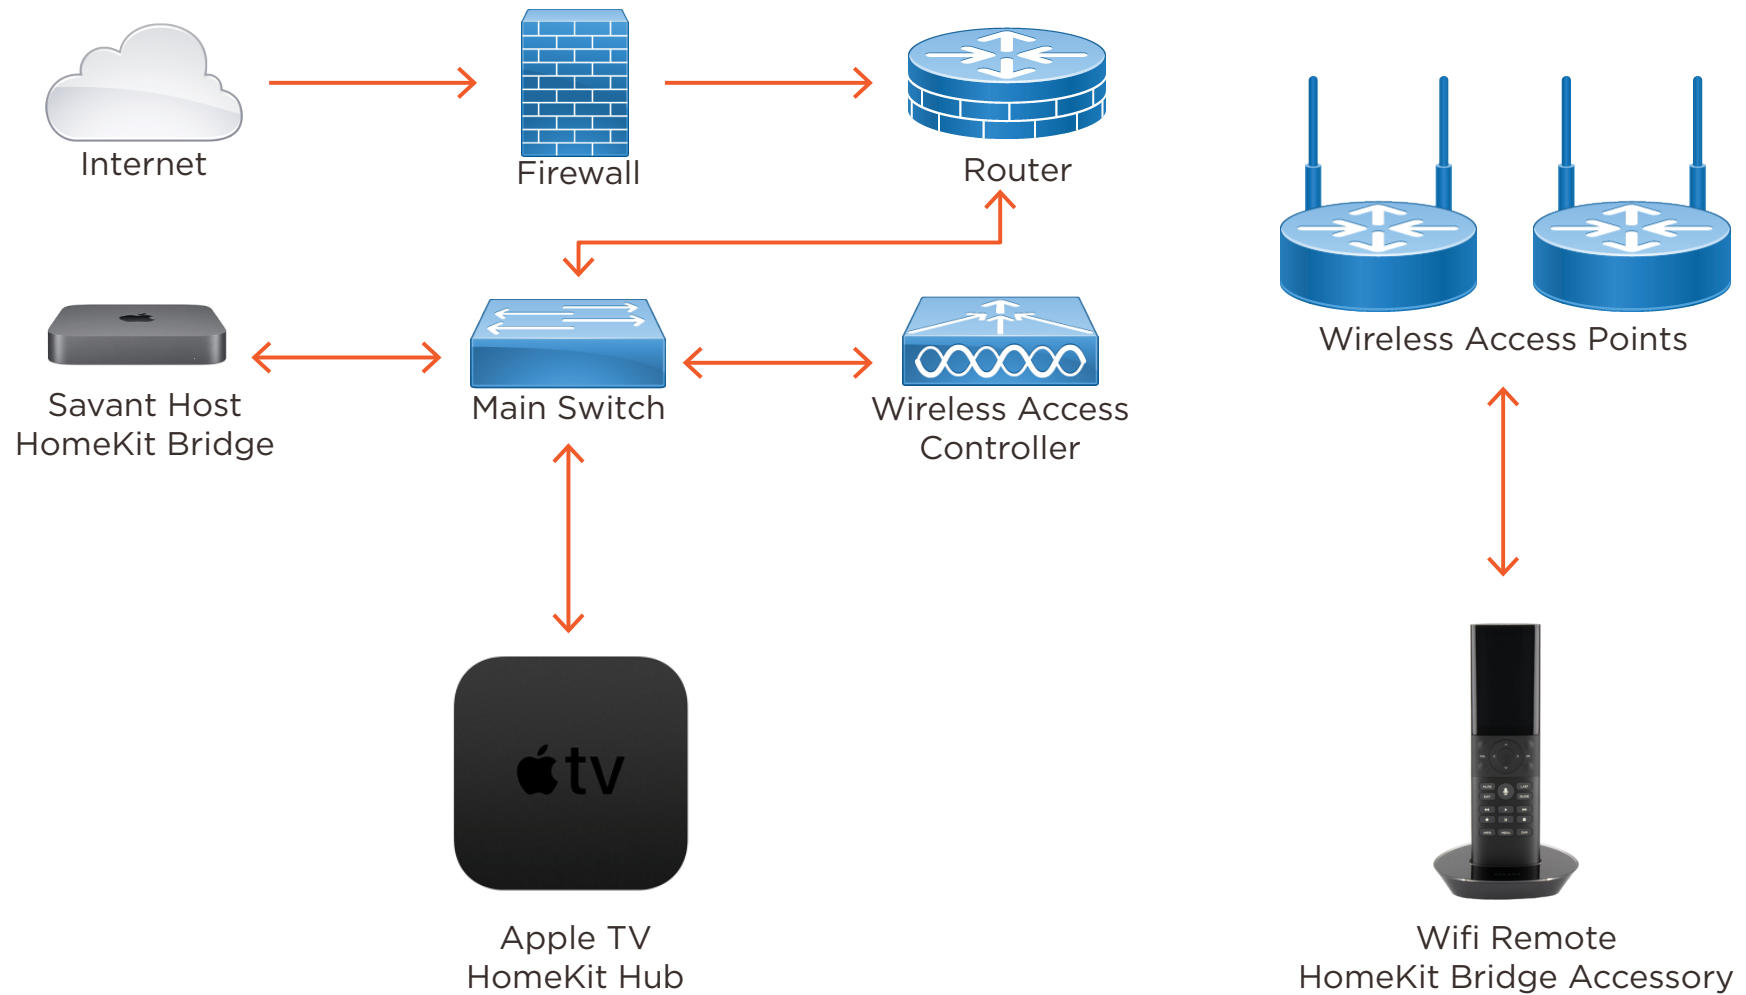 Internet
Firewall
Router
Wireless Access Points
Savant Host
HomeKit Bridge
Main Switch
Wireless Access
Controller
tv
Apple TV
HomeKit Hub
Wifi Remote
HomeKit Bridge Accessory